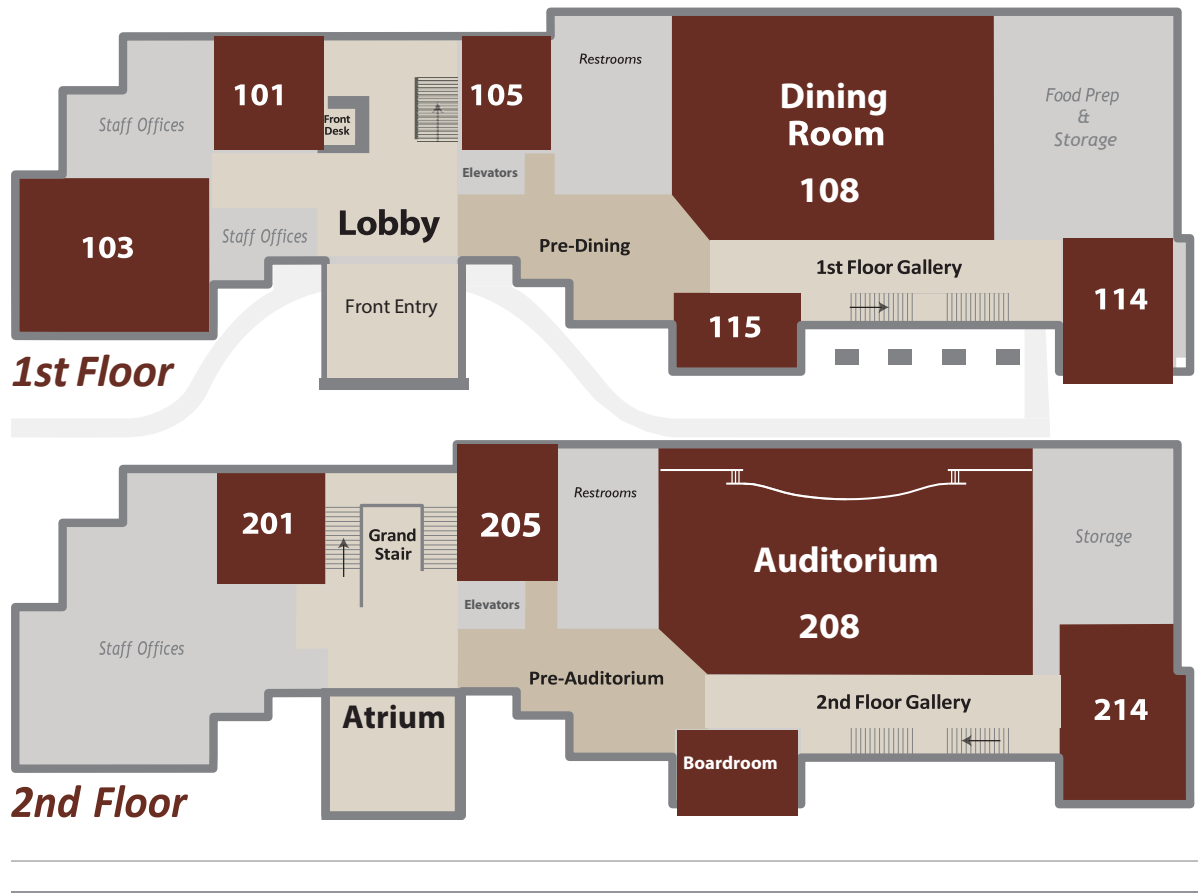 Staff Offices
101
Front
Desk
105
Elevators
Restrooms
Dining
Room
108
Food Prep
&
Storage
103
Staff Offices
Lobby
Pre-Dining
1st Floor Gallery
Front Entry
115
114
1st Floor
201
Grand
Stair
205
Elevators
Restrooms
Auditorium
208
Storage
Staff Offices
Atrium
Pre-Auditorium
2nd Floor Gallery
Boardroom
214
2nd Floor